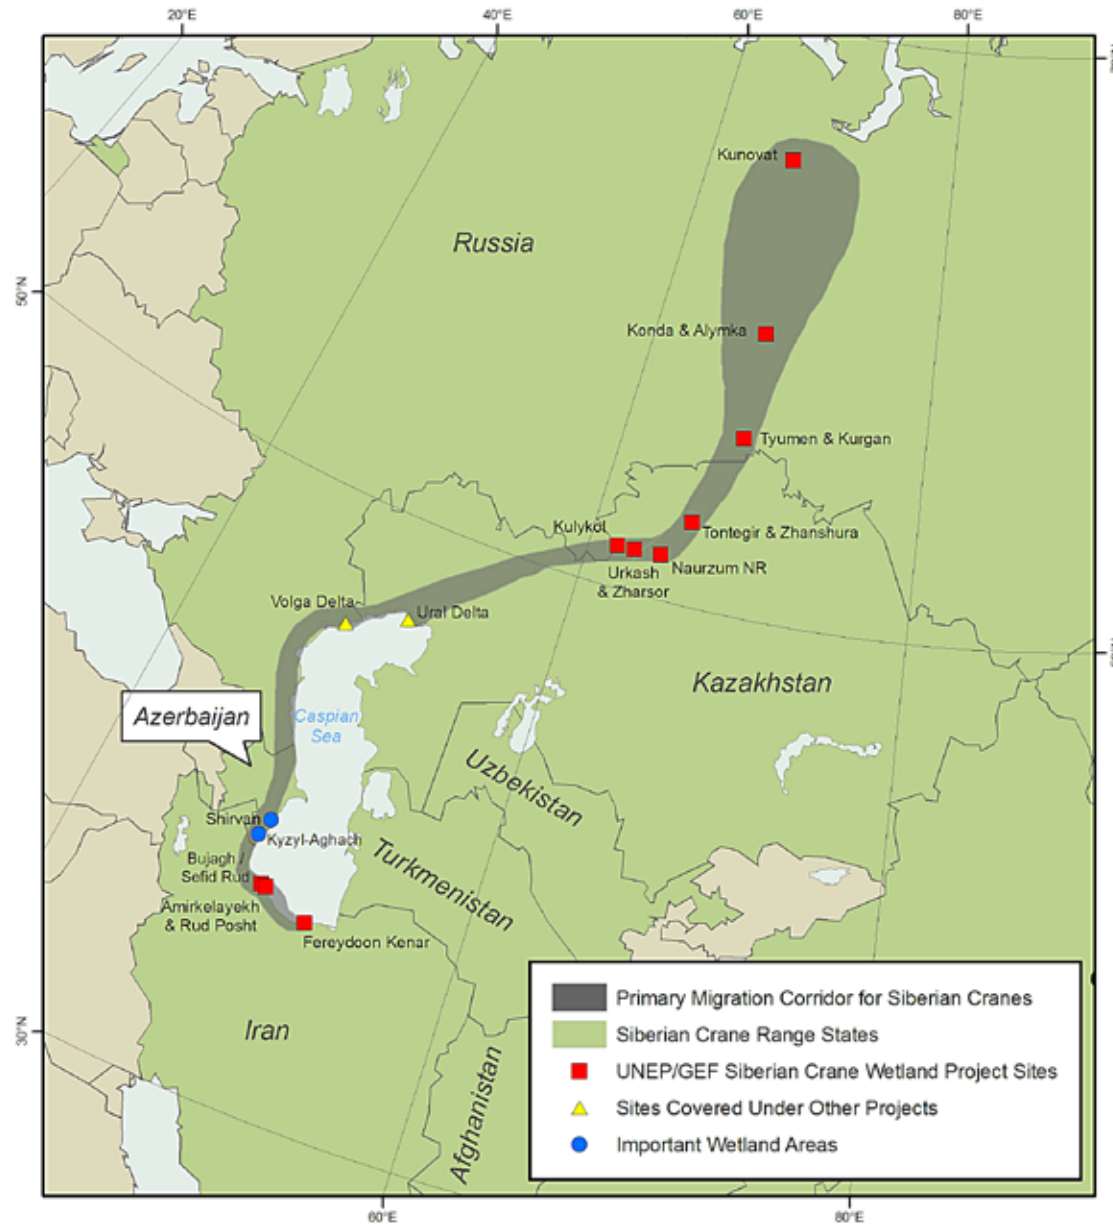 20°E
40°E
60°E
80°E
Kunovat
Russia
50°N
Konda & Alymka
Tyumen & Kurgan
Kulykol
Tontegir & Zhanshura
Urkash
& Zharsor
Naurzum NR
Volga Delta
Ural Delta
Kazakhstan
Azerbaijan
Caspian
Sea
Uzbekistan
Shirvan
Kyzyl-Aghach
Bujagh /
Sefid Rud
Turkmenistan
Amirkelayekh
& Rud Posht
Fereydoon Kenar
Iran
30°N
Afghanistan
Primary Migration Corridor for Siberian Cranes
Siberian Crane Range States
UNEP/GEF Siberian Crane Wetland Project Sites
Sites Covered Under Other Projects
Important Wetland Areas
60°E
80°E